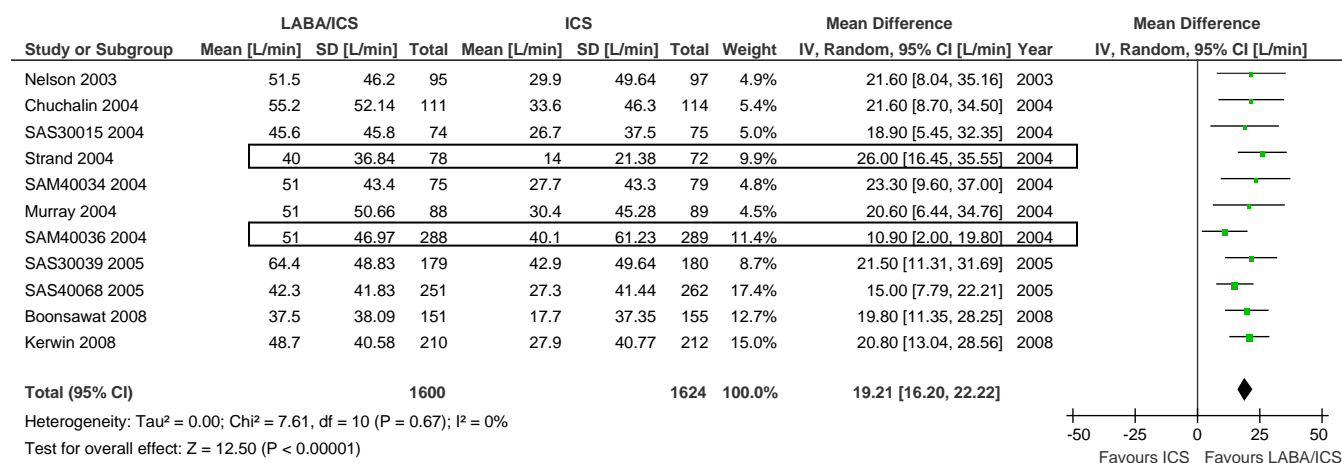 LABA/ICS ICS Mean Difference Mean Difference
Study or Subgroup Mean [L/min] SD [L/min] Total Mean [L/min] SD [L/min] Total Weight IV, Random, 95% CI [L/min] Year IV, Random, 95% CI [L/min]
Nelson 2003 51.5 46.2 95 29.9 49.64 97 4.9% 21.60 [8.04, 35.16] 2003
Chuchalin 2004 55.2 52.14 111 33.6 46.3 114 5.4% 21.60 [8.70, 34.50] 2004
SAS30015 2004 45.6 45.8 74 26.7 37.5 75 5.0% 18.90 [5.45, 32.35] 2004
Strand 2004 40 36.84 78 14 21.38 72 9.9% 26.00 [16.45, 35.55] 2004
SAM40034 2004 51 43.4 75 27.7 43.3 79 4.8% 23.30 [9.60, 37.00] 2004
Murray 2004 51 50.66 88 30.4 45.28 89 4.5% 20.60 [6.44, 34.76] 2004
SAM40036 2004 51 46.97 288 40.1 61.23 289 11.4% 10.90 [2.00, 19.80] 2004
SAS30039 2005 64.4 48.83 179 42.9 49.64 180 8.7% 21.50 [11.31, 31.69] 2005
SAS40068 2005 42.3 41.83 251 27.3 41.44 262 17.4% 15.00 [7.79, 22.21] 2005
Boonsawat 2008 37.5 38.09 151 17.7 37.35 155 12.7% 19.80 [11.35, 28.25] 2008
Kerwin 2008 48.7 40.58 210 27.9 40.77 212 15.0% 20.80 [13.04, 28.56] 2008
Total (95% CI) 1600 1624 100.0% 19.21 [16.20, 22.22]
Heterogeneity: Tau² = 0.00; Chi² = 7.61, df = 10 (P = 0.67); I² = 0%
Test for overall effect: Z = 12.50 (P < 0.00001)
-50 -25 0 25 50
Favours ICS Favours LABA/ICS